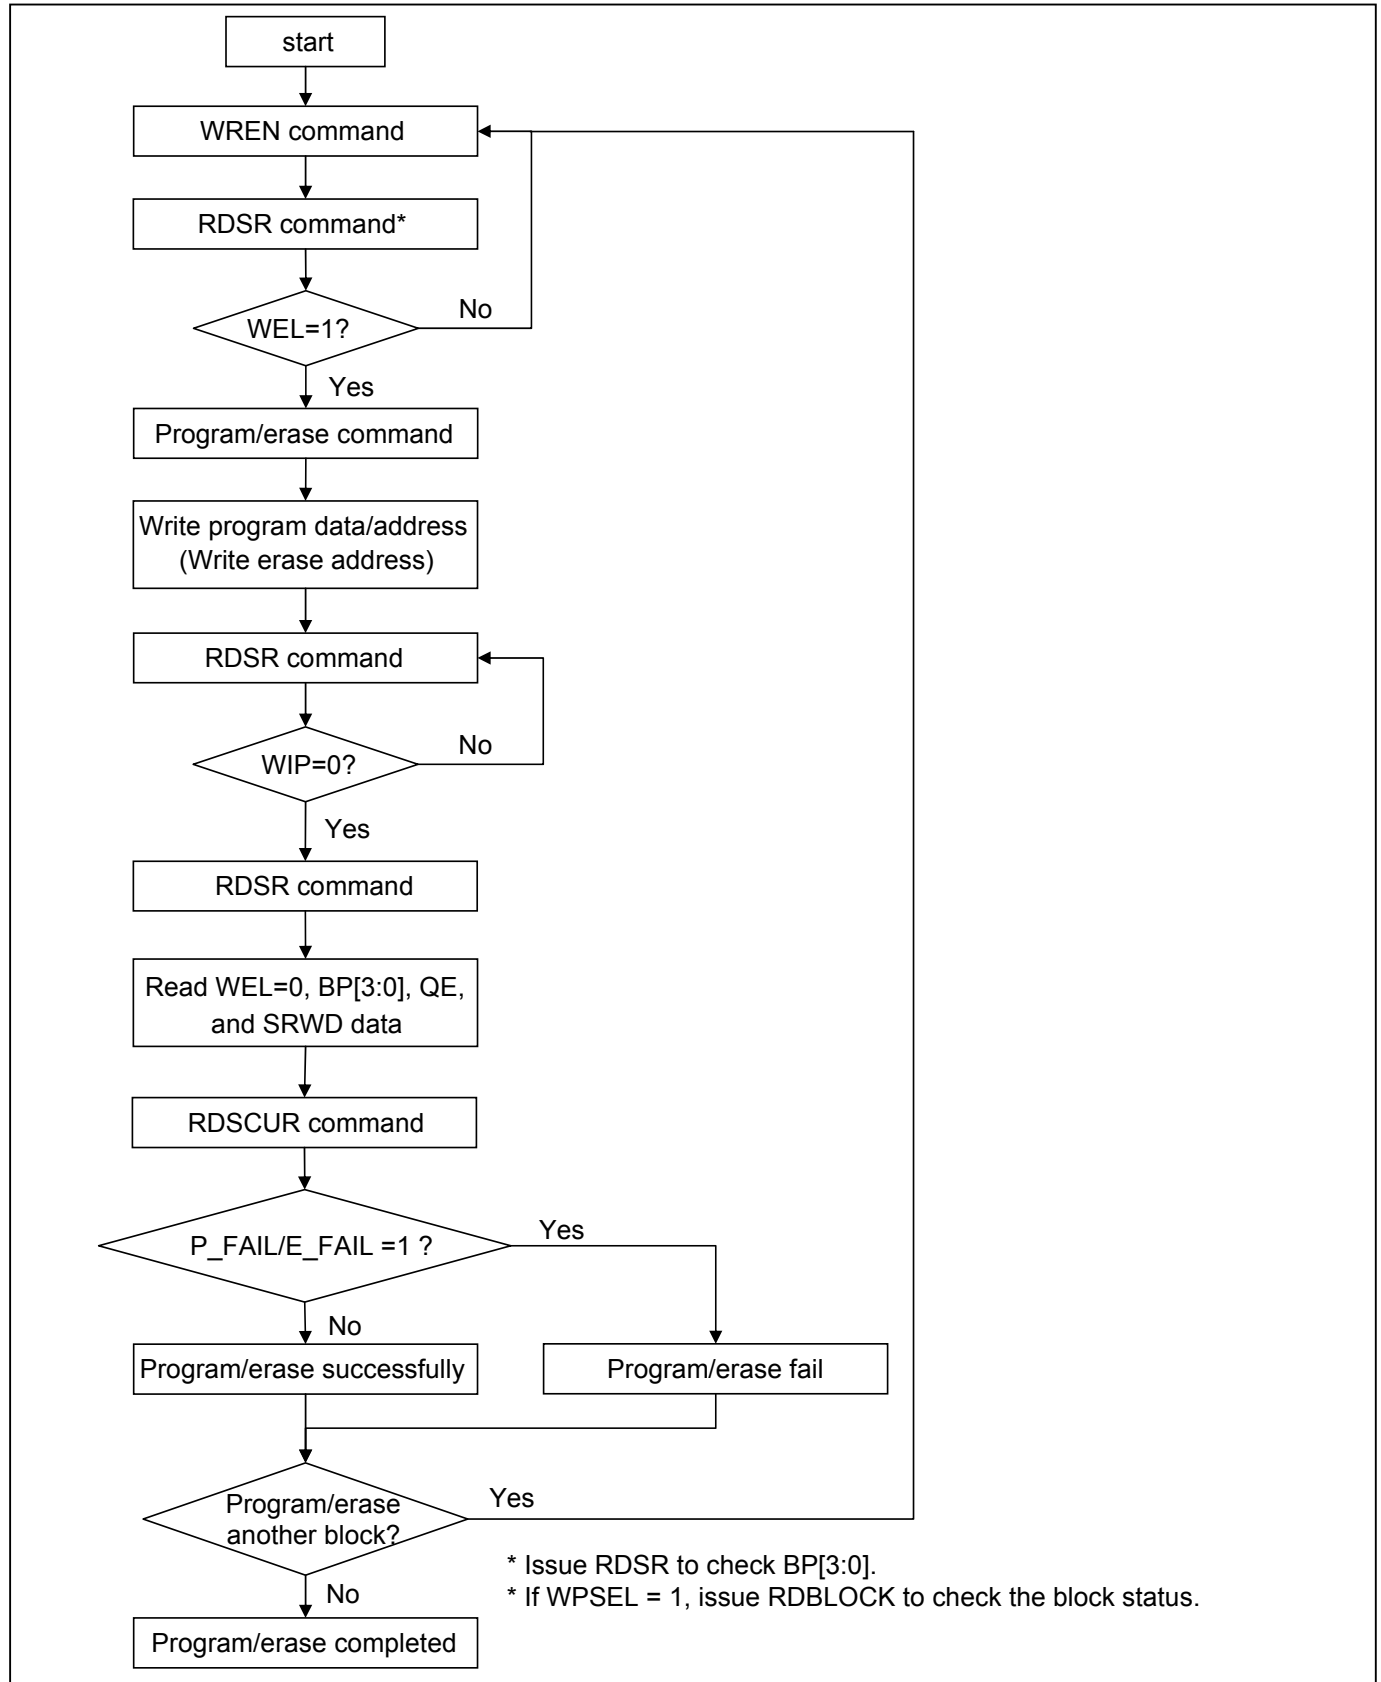 start
WREN command
RDSR command*
WEL=1?
No
Yes
Program/erase command
Write program data/address
(Write erase address)
RDSR command
WIP=0?
No
Yes
RDSR command
Read WEL=0, BP[3:0], QE,
and SRWD data
RDSCUR command
P_FAIL/E_FAIL =1 ?
Yes
No
Program/erase successfully
Program/erase fail
Program/erase
another block?
Yes
No
* Issue RDSR to check BP[3:0].
* If WPSEL = 1, issue RDBLOCK to check the block status.
Program/erase completed